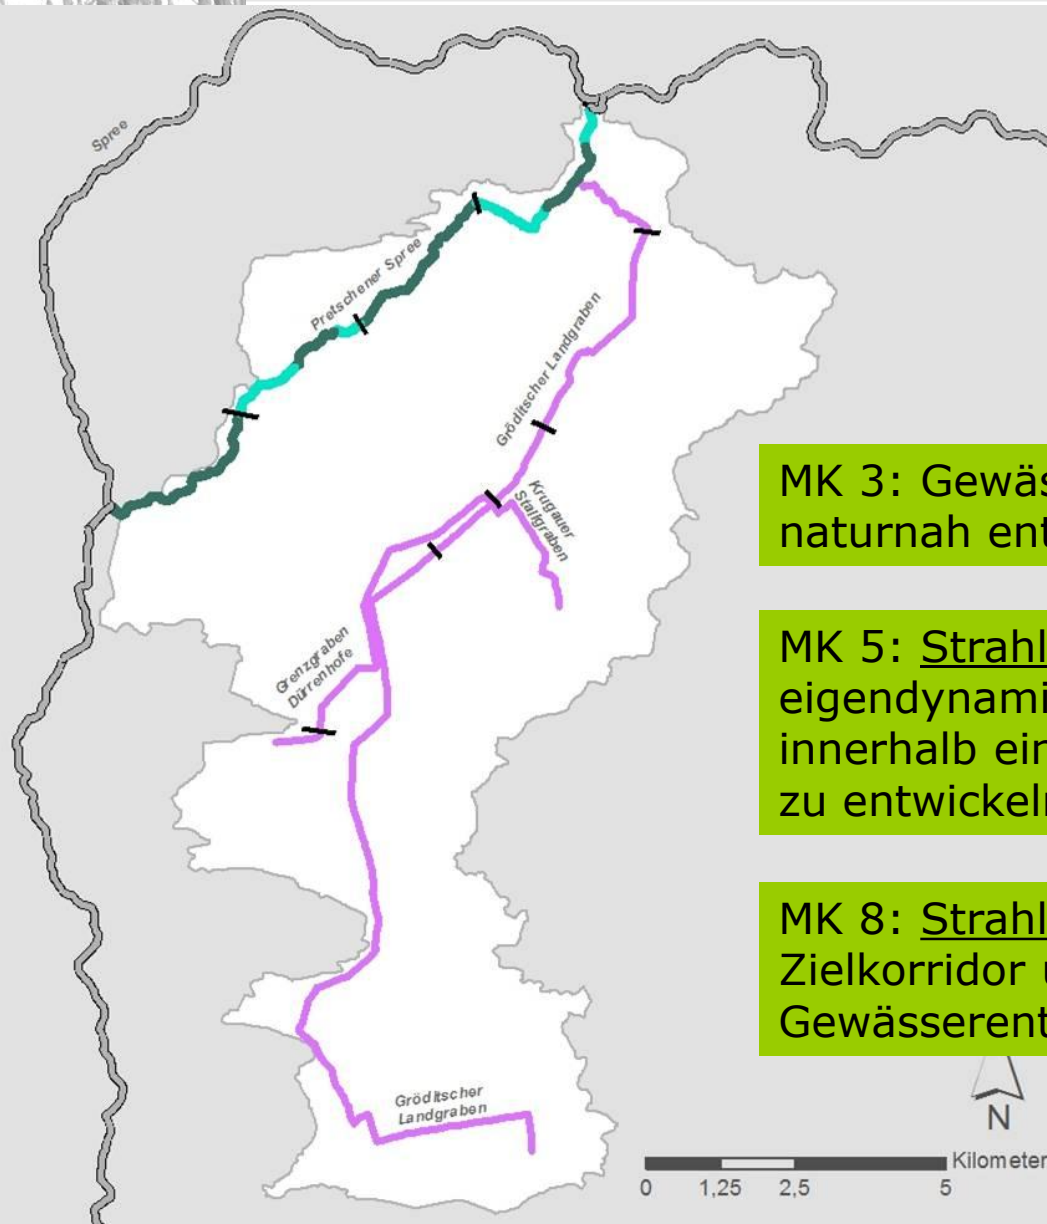 Spree
Pretschener Spree
Gröditscher Landgraben
Krugauer
Stallgraben
Grenzgraben
Dürrenhofe
MK 3: Gewäs
naturnah ent
MK 5: Strahl
eigendynami
innerhalb ein
zu entwickeln
MK 8: Strahl
Zielkorridor u
Gewässerent
Gröditscher
Landgraben
N
Kilometer
0 1,25 2,5 5